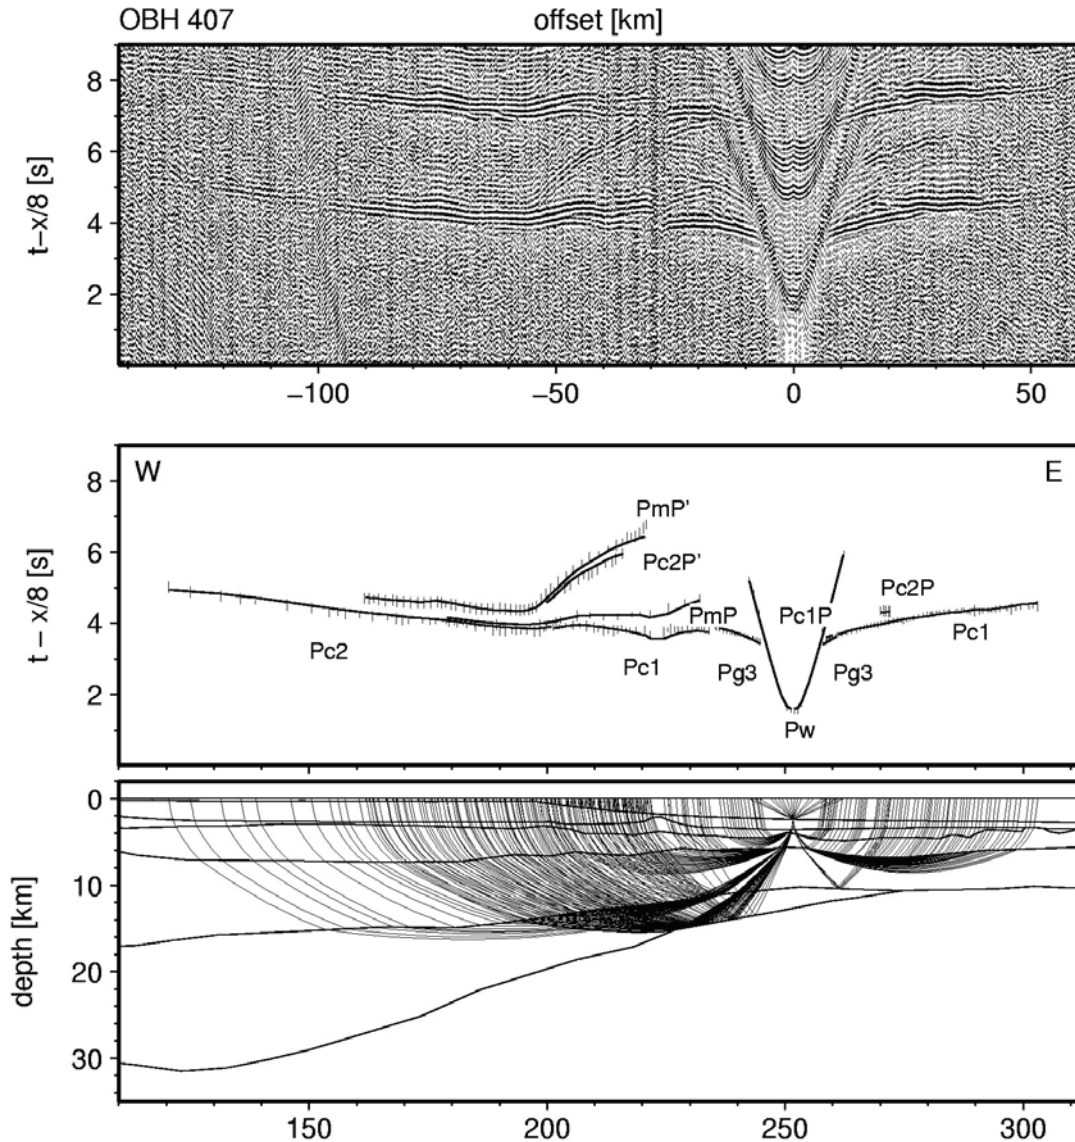 OBH 407 offset [km]
8
6
t-x/8 [s]
4
2
−100 −50 0 50
W E
8
PmP'
6
Pc2P'
t - x/8 [s]
Pc2P
4
PmP Pc1P
Pc2 Pc1 Pg3 Pg3 Pc1
2
Pw
0
10
depth [km]
20
30
150 200 250 300